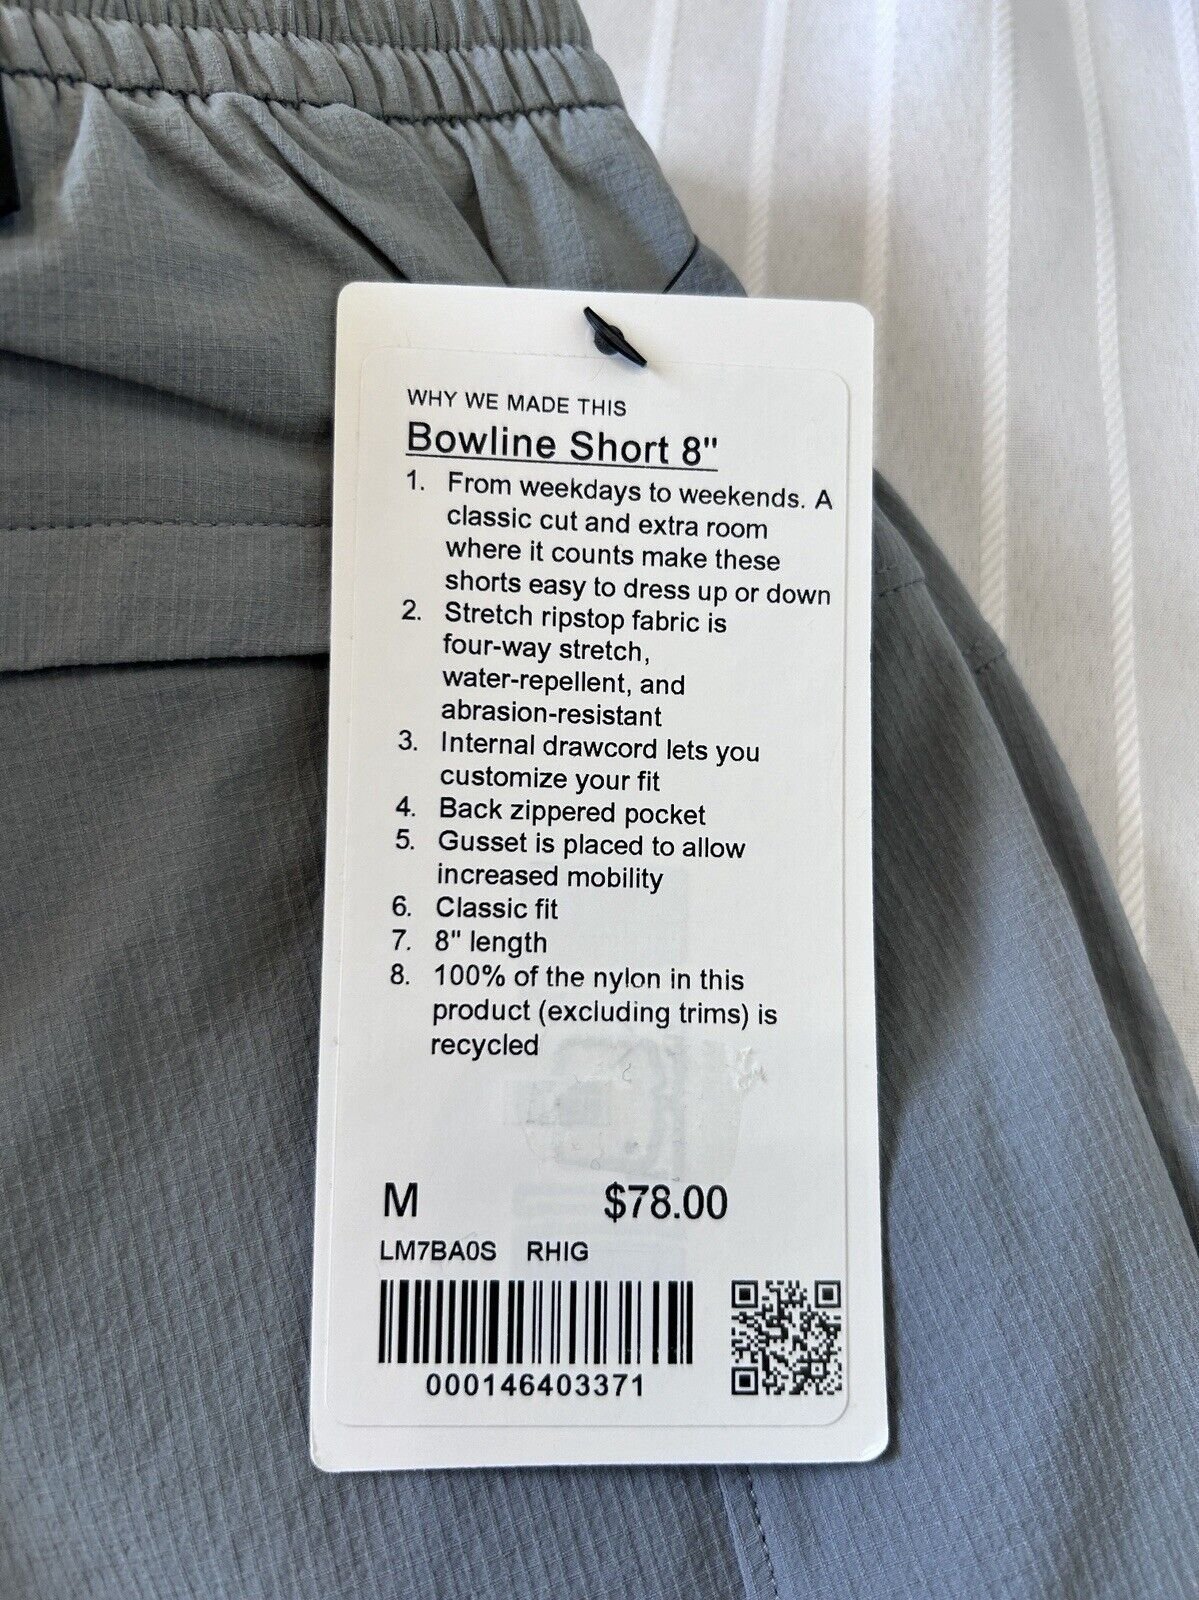 WHY WE MADE THIS
Bowline Short 8"
1. From weekdays to weekends. A
classic cut and extra room
where it counts make these
shorts easy to dress up or down
2. Stretch ripstop fabric is
four-way stretch,
water-repellent, and
abrasion-resistant
3. Internal drawcord lets you
customize your fit
4. Back zippered pocket
5. Gusset is placed to allow
increased mobility
6. Classic fit
7. 8" length
8. 100% of the nylon in this
product (excluding trims) is
recycled
M $78.00
LM7BA0S RHIG
000146403371